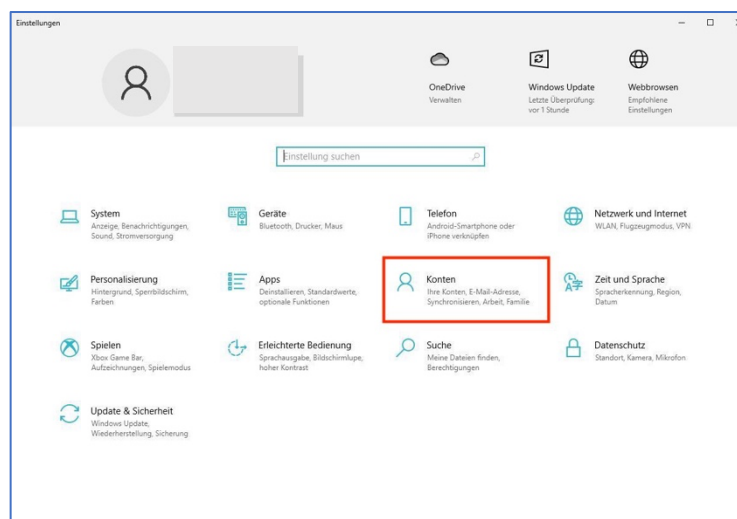 Einstellungen
OneDrive
Verwalten
Windows Update
Letzte Überprüfung:
vor 1 Stunde
Webbrowsen
Empfohlene
Einstellungen
Einstellung suchen
System
Anzeige, Benachrichtigungen,
Sound, Stromversorgung
Geräte
Bluetooth, Drucker, Maus
Telefon
Android-Smartphone oder
iPhone verknüpfen
Netzwerk und Internet
WLAN, Flugzeugmodus, VPN
Personalisierung
Hintergrund, Sperrbildschirm,
Farben
Apps
Deinstallieren, Standardwerte,
optionale Funktionen
Konten
Ihre Konten, E-Mail-Adresse,
Synchronisieren, Arbeit, Familie
Zeit und Sprache
Spracherkennung, Region,
Datum
Spielen
Xbox Game Bar,
Aufzeichnungen, Spielemodus
Erleichterte Bedienung
Sprachausgabe, Bildschirmlupe,
hoher Kontrast
Suche
Meine Dateien finden,
Berechtigungen
Datenschutz
Standort, Kamera, Mikrofon
Update & Sicherheit
Windows Update,
Wiederherstellung, Sicherung